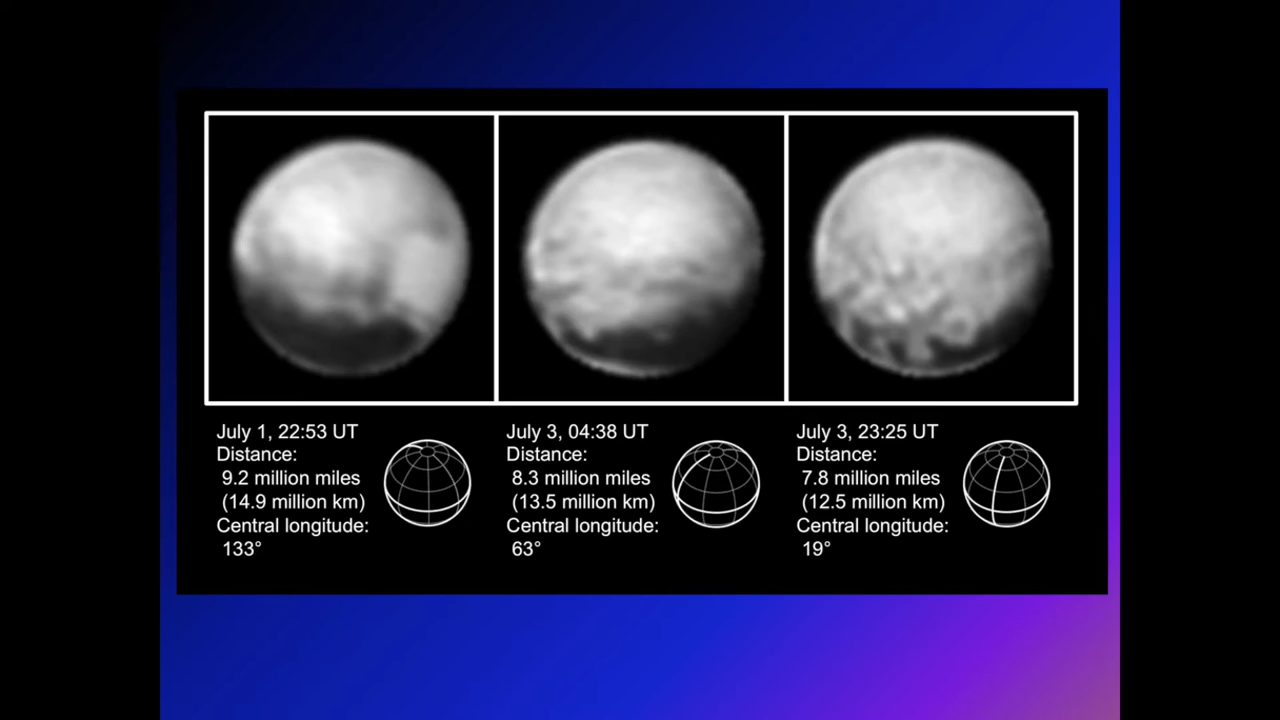 July 1, 22:53 UT
Distance:
9.2 million miles
(14.9 million km)
Central longitude:
133°
July 3, 04:38 UT
Distance:
8.3 million miles
(13.5 million km)
Central longitude:
63°
July 3, 23:25 UT
Distance:
7.8 million miles
(12.5 million km)
Central longitude:
19°